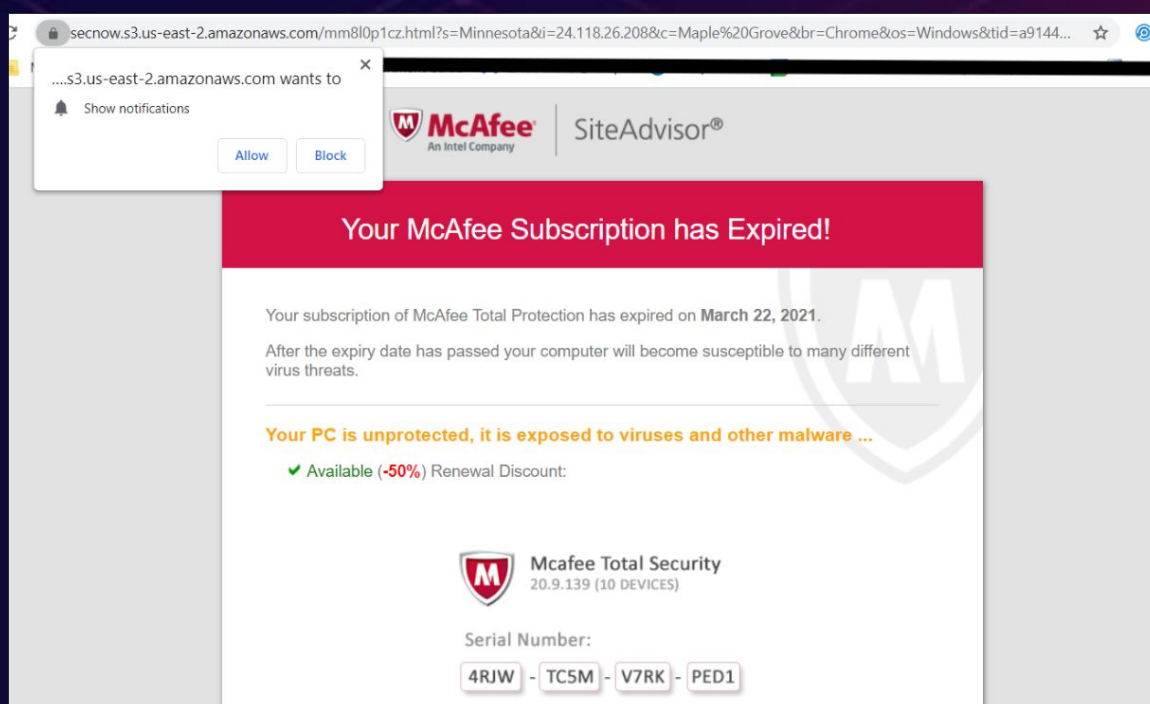 secnow.s3.us-east-2.amazonaws.com/mm8l0p1cz.html?s=Minnesota&i=24.118.26.208&c=Maple%20Grove&br=Chrome&os=Windows&tid=a9144...
....s3.us-east-2.amazonaws.com wants to
Show notifications
Allow Block
McAfee®
An Intel Company
SiteAdvisor®
Your McAfee Subscription has Expired!
Your subscription of McAfee Total Protection has expired on March 22, 2021.
After the expiry date has passed your computer will become susceptible to many different
virus threats.
Your PC is unprotected, it is exposed to viruses and other malware ...
Available (-50%) Renewal Discount:
Mcafee Total Security
20.9.139 (10 DEVICES)
Serial Number:
4RJW - TC5M - V7RK - PED1